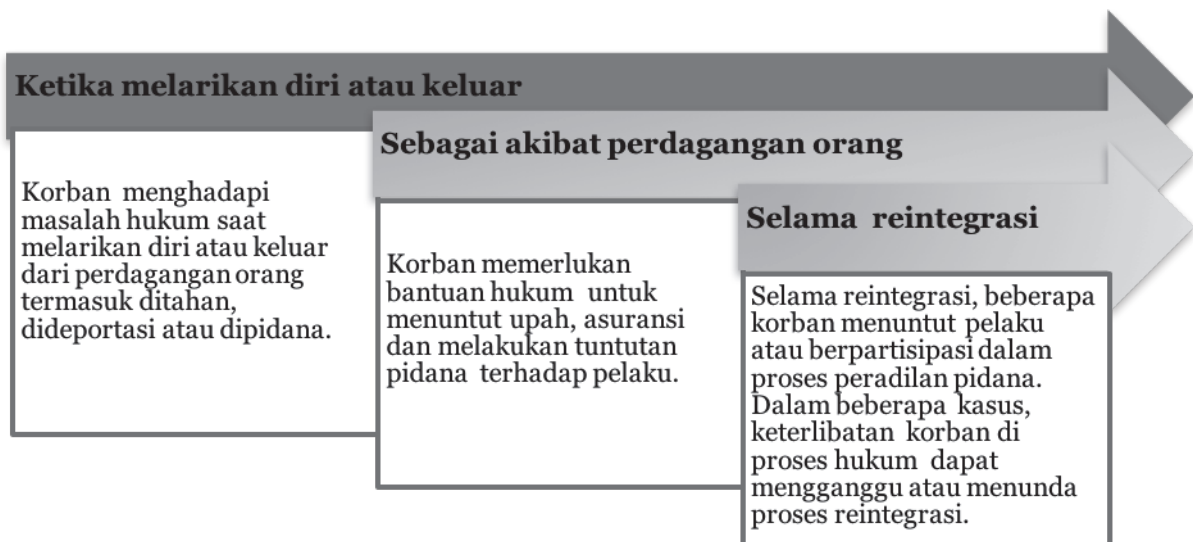 Ketika melarikan diri atau keluar
Korban menghadapi
masalah hukum saat
melarikan diri atau keluar
dari perdagangan orang
termasuk ditahan,
dideportasi atau dipidana.
Sebagai akibat perdagangan orang
Korban memerlukan
bantuan hukum untuk
menuntut upah, asuransi
dan melakukan tuntutan
pidana terhadap pelaku.
Selama reintegrasi
Selama reintegrasi, beberapa
korban menuntut pelaku
atau berpartisipasi dalam
proses peradilan pidana.
Dalam beberapa kasus,
keterlibatan korban di
proses hukum dapat
mengganggu atau menunda
proses reintegrasi.